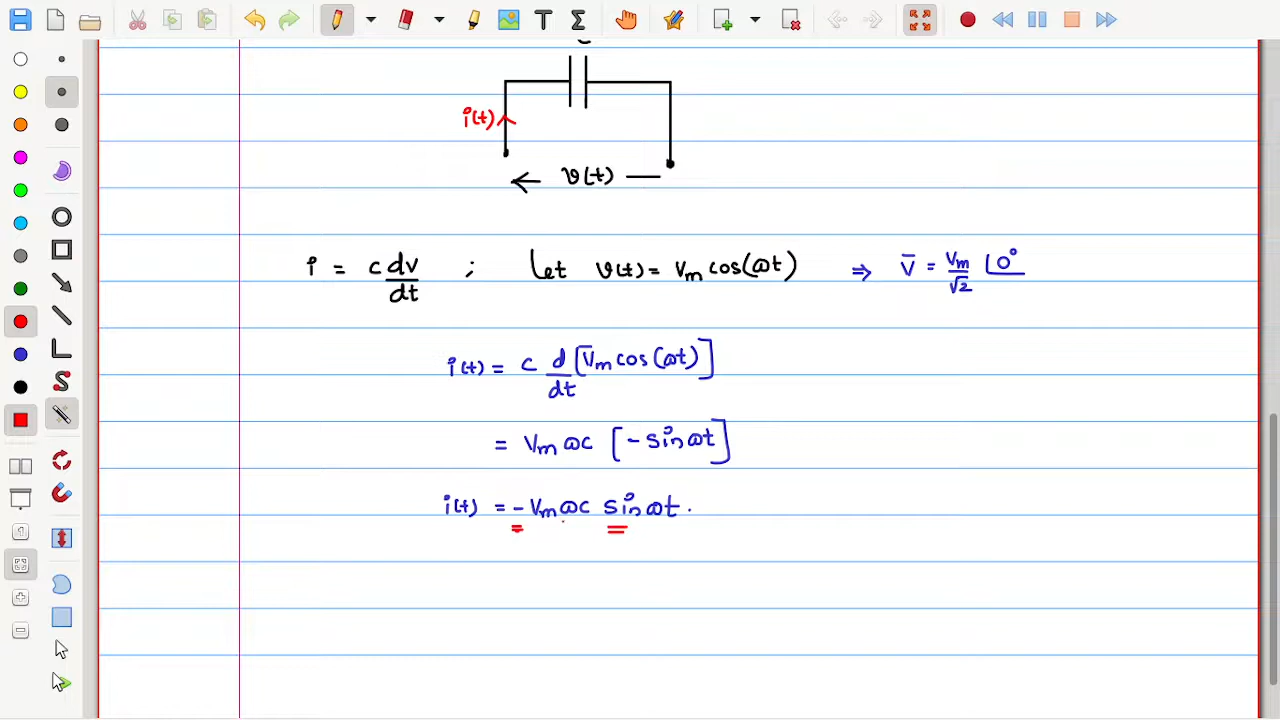 i(t)
v(t)
i = c dv/dt ; Let v(t) = Vm cos(ωt) ⇒ V̄ = Vm/√2 ∠0°
i(t) = c d/dt [Vm cos(ωt)]
= Vm ωc [- sin ωt]
i(t) = - Vm ωc sin ωt.